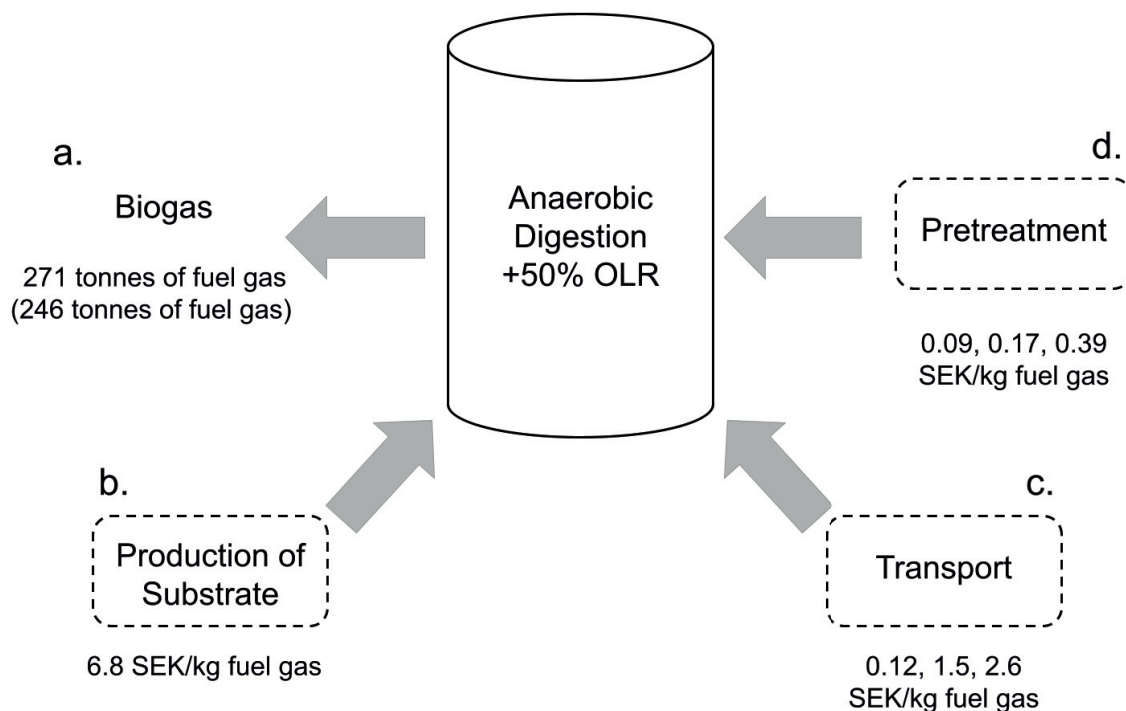 a.
Biogas
271 tonnes of fuel gas
(246 tonnes of fuel gas)
Anaerobic
Digestion
+50% OLR
d.
Pretreatment
0.09, 0.17, 0.39
SEK/kg fuel gas
b.
Production of
Substrate
6.8 SEK/kg fuel gas
c.
Transport
0.12, 1.5, 2.6
SEK/kg fuel gas